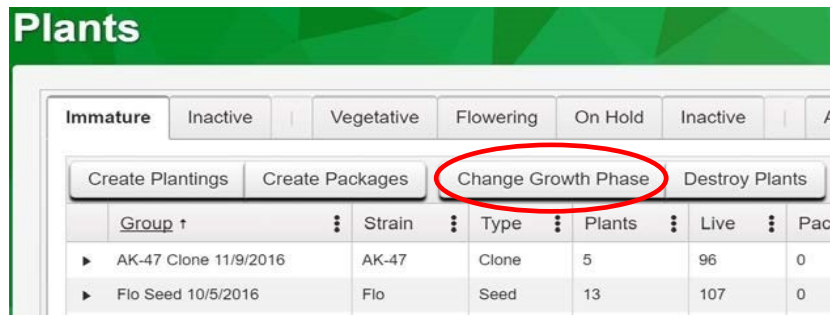 Plants
Immature Inactive Vegetative Flowering On Hold Inactive
Create Plantings Create Packages Change Growth Phase Destroy Plants
Group ↑ Strain Type Plants Live
AK-47 Clone 11/9/2016 AK-47 Clone 5 96 0
Flo Seed 10/5/2016 Flo Seed 13 107 0